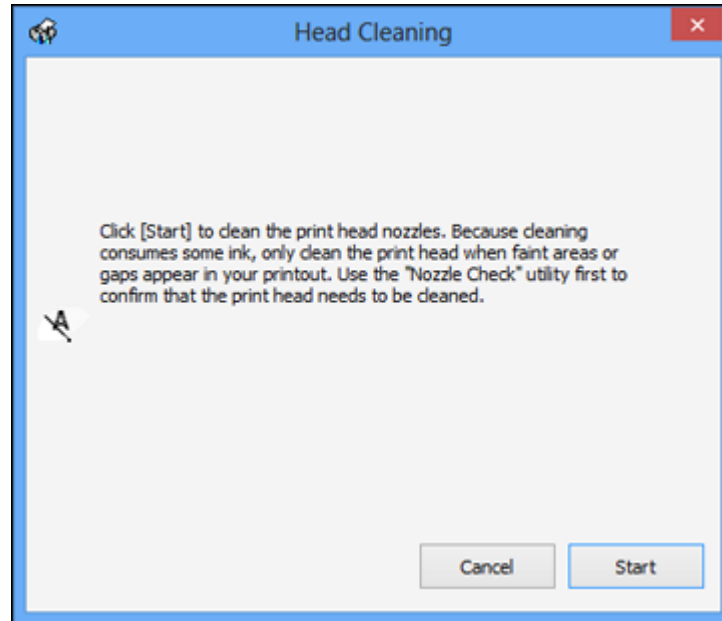 Head Cleaning
Click [Start] to clean the print head nozzles. Because cleaning
consumes some ink, only clean the print head when faint areas or
gaps appear in your printout. Use the "Nozzle Check" utility first to
confirm that the print head needs to be cleaned.
A
Cancel
Start